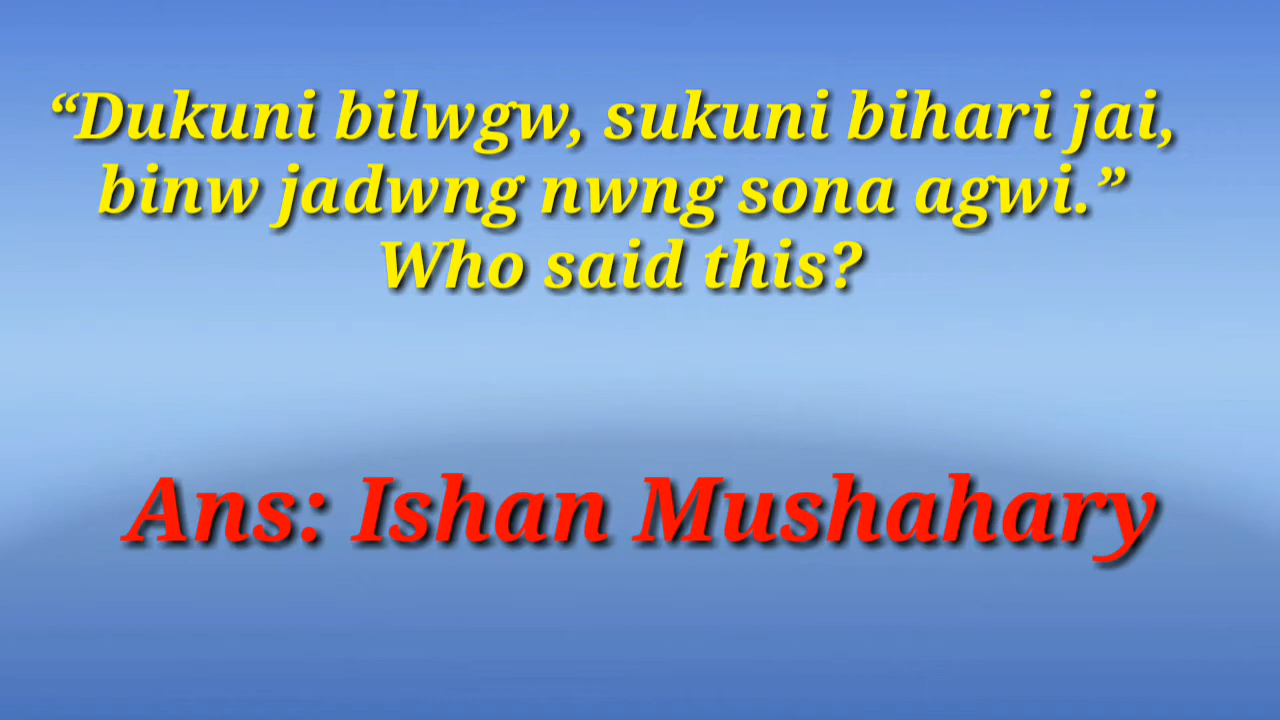 “Dukuni bilwgw, sukuni bihari jai,
binw jadwng nwng sona agwi.”
Who said this?
Ans: Ishan Mushahary